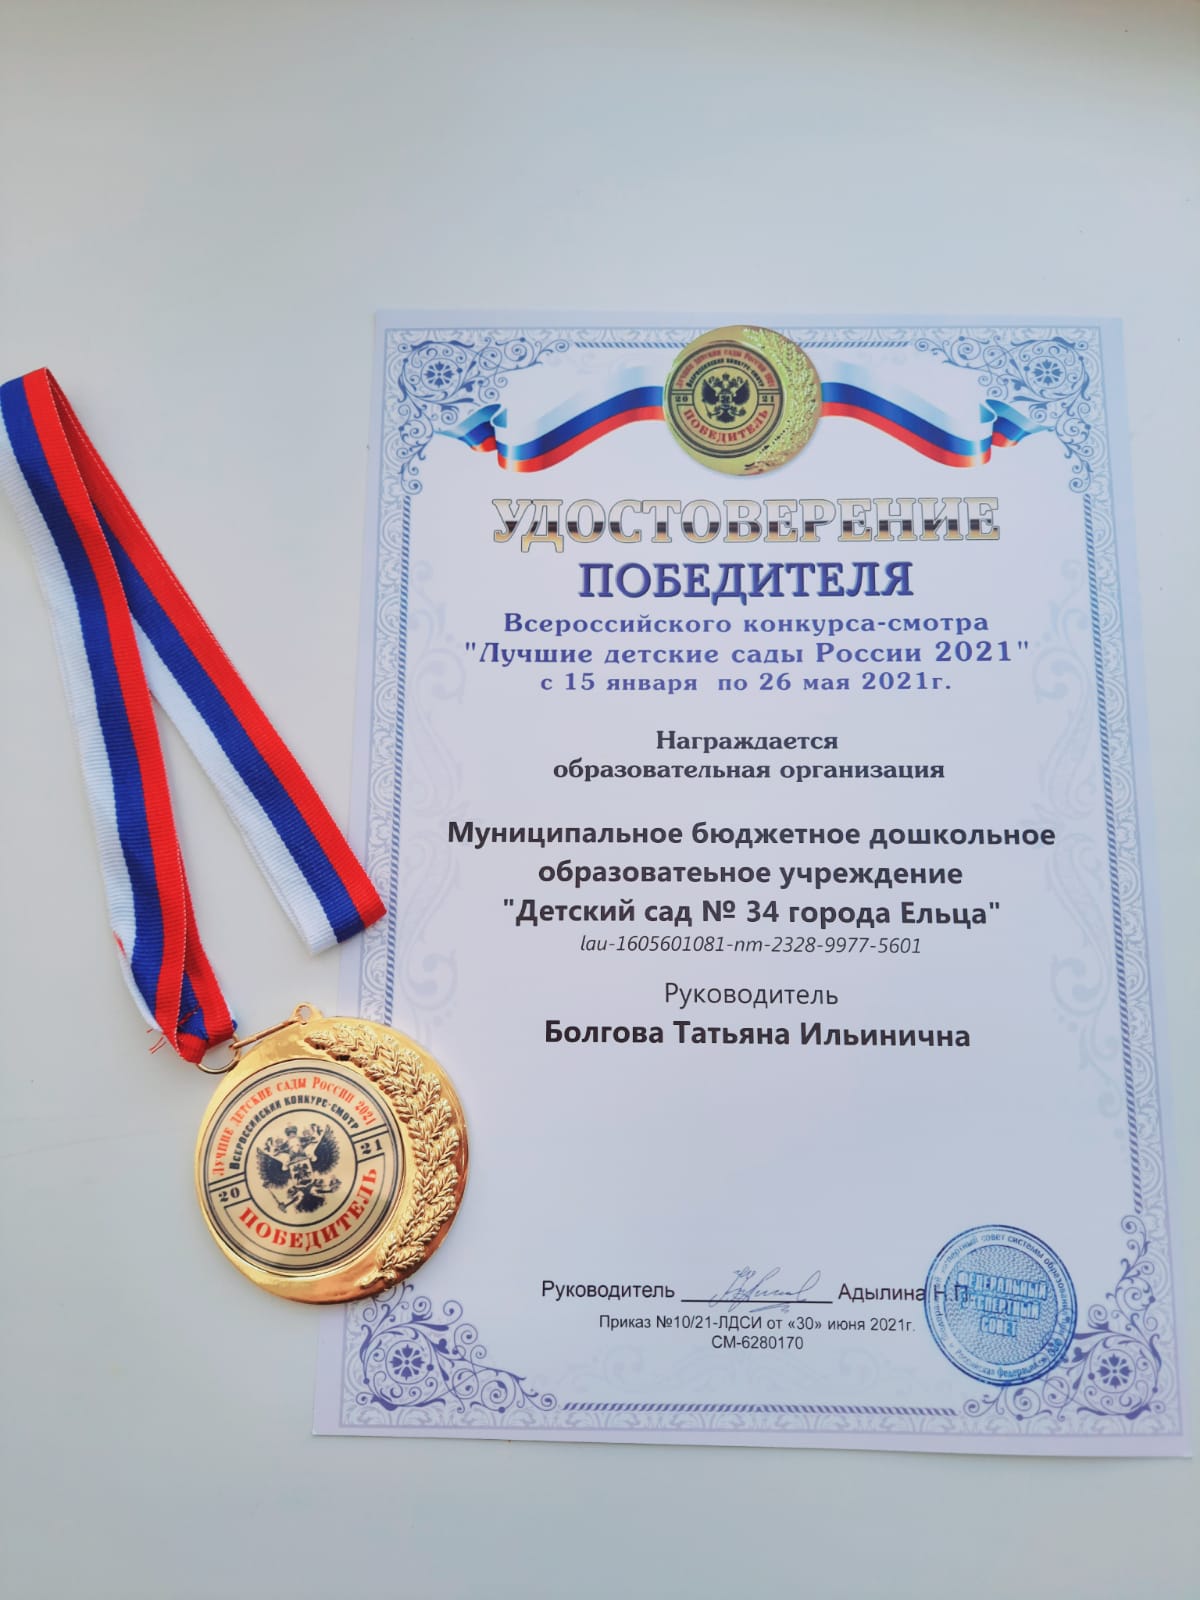 Лучшие детские сады России 2021
Всероссийский конкурс-смотр
20 21
ПОБЕДИТЕЛЬ
УДОСТОВЕРЕНИЕ
ПОБЕДИТЕЛЯ
Всероссийского конкурса-смотра
"Лучшие детские сады России 2021"
с 15 января по 26 мая 2021г.
Награждается
образовательная организация
Муниципальное бюджетное дошкольное
образоватеьное учреждение
"Детский сад № 34 города Ельца"
lau-1605601081-nm-2328-9977-5601
Руководитель
Болгова Татьяна Ильинична
Лучшие детские сады России 2021
Всероссийский конкурс-смотр
20 21
ПОБЕДИТЕЛЬ
Руководитель Адылина Н.П.
Приказ №10/21-ЛДСИ от «30» июня 2021г.
СМ-6280170
ФЕДЕРАЛЬНЫЙ
ЭКСПЕРТНЫЙ
СОВЕТ